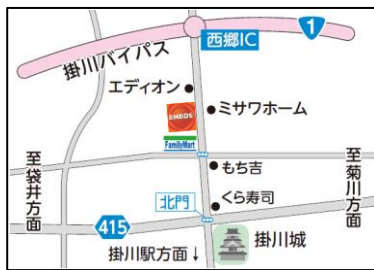 1
西郷IC
掛川バイパス
エディオン
ミサワホーム
ENEOS
FamilyMart
もち吉
至袋井方面
至菊川方面
北門
くら寿司
415
掛川城
掛川駅方面↓